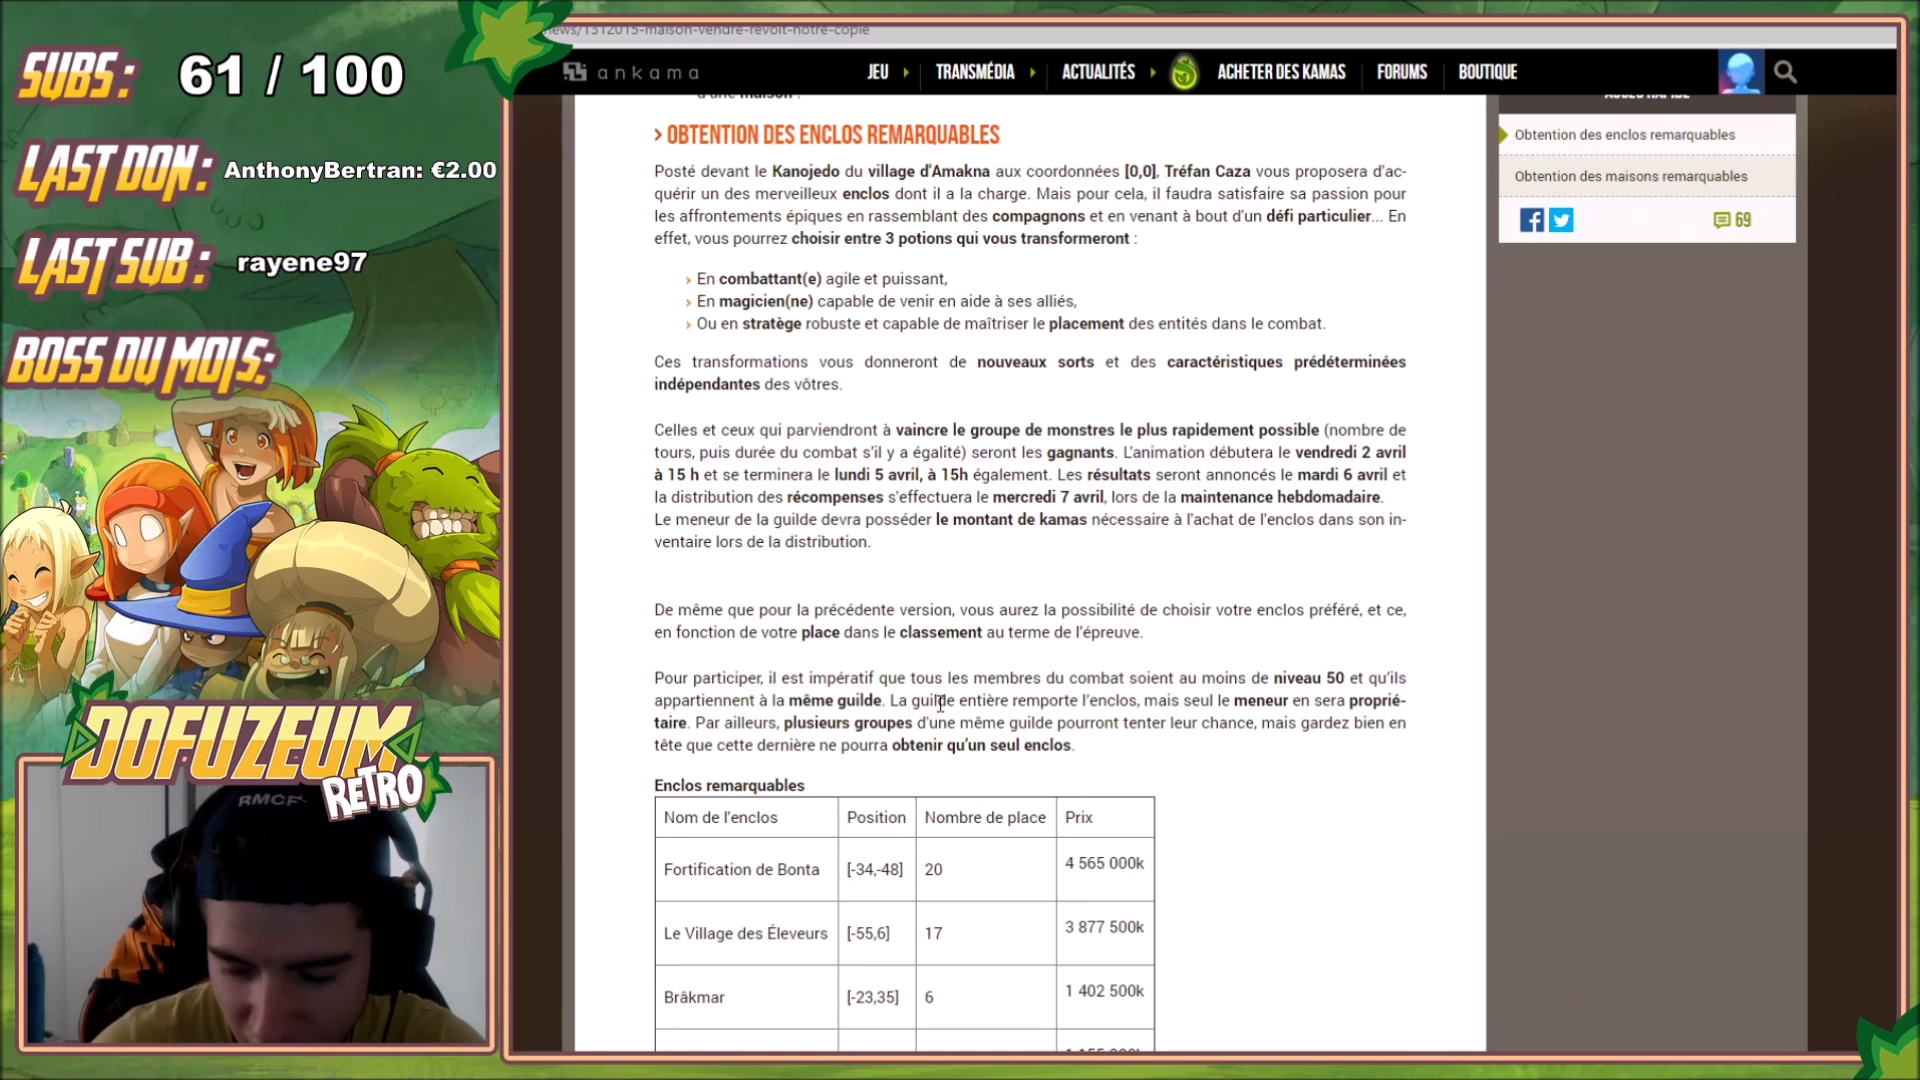 SUBS: 61 / 100
LAST DON: AnthonyBertran: €2.00
LAST SUB: rayene97
BOSS DU MOIS:
DOFUZEUM
RETRO
news/1312015-maison-vendre-revoit-notre-copie
ankama
JEU TRANSMÉDIA ACTUALITÉS ACHETER DES KAMAS FORUMS BOUTIQUE
d'une maison :
› OBTENTION DES ENCLOS REMARQUABLES
Posté devant le Kanojedo du village d'Amakna aux coordonnées [0,0], Tréfan Caza vous proposera d'ac-
quérir un des merveilleux enclos dont il a la charge. Mais pour cela, il faudra satisfaire sa passion pour
les affrontements épiques en rassemblant des compagnons et en venant à bout d'un défi particulier... En
effet, vous pourrez choisir entre 3 potions qui vous transformeront :
› En combattant(e) agile et puissant,
› En magicien(ne) capable de venir en aide à ses alliés,
› Ou en stratège robuste et capable de maîtriser le placement des entités dans le combat.
Ces transformations vous donneront de nouveaux sorts et des caractéristiques prédéterminées
indépendantes des vôtres.
Celles et ceux qui parviendront à vaincre le groupe de monstres le plus rapidement possible (nombre de
tours, puis durée du combat s'il y a égalité) seront les gagnants. L'animation débutera le vendredi 2 avril
à 15 h et se terminera le lundi 5 avril, à 15h également. Les résultats seront annoncés le mardi 6 avril et
la distribution des récompenses s'effectuera le mercredi 7 avril, lors de la maintenance hebdomadaire.
Le meneur de la guilde devra posséder le montant de kamas nécessaire à l'achat de l'enclos dans son in-
ventaire lors de la distribution.
De même que pour la précédente version, vous aurez la possibilité de choisir votre enclos préféré, et ce,
en fonction de votre place dans le classement au terme de l'épreuve.
Pour participer, il est impératif que tous les membres du combat soient au moins de niveau 50 et qu'ils
appartiennent à la même guilde. La guilde entière remporte l'enclos, mais seul le meneur en sera proprié-
taire. Par ailleurs, plusieurs groupes d'une même guilde pourront tenter leur chance, mais gardez bien en
tête que cette dernière ne pourra obtenir qu'un seul enclos.
Enclos remarquables
Nom de l'enclos Position Nombre de place Prix
Fortification de Bonta [-34,-48] 20 4 565 000k
Le Village des Éleveurs [-55,6] 17 3 877 500k
Brâkmar [-23,35] 6 1 402 500k
Obtention des enclos remarquables
Obtention des maisons remarquables
69